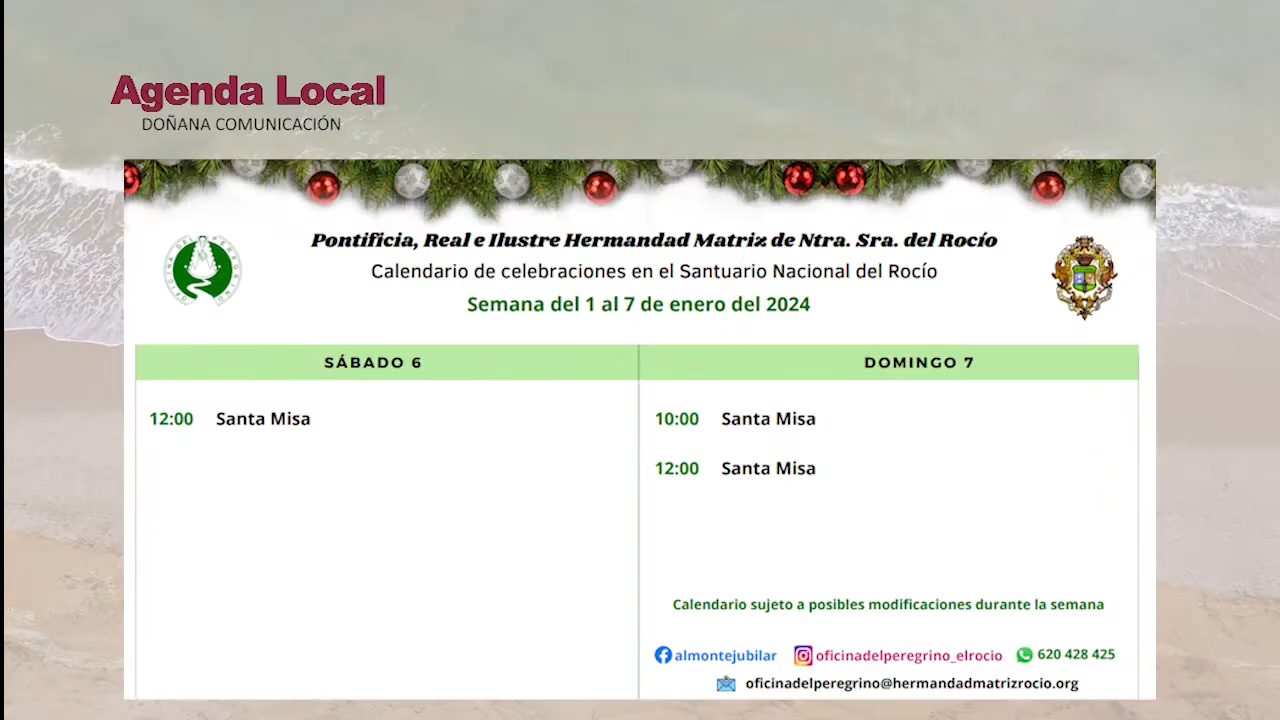 Agenda Local
DOÑANA COMUNICACIÓN
Pontificia, Real e Ilustre Hermandad Matriz de Ntra. Sra. del Rocío
Calendario de celebraciones en el Santuario Nacional del Rocío
Semana del 1 al 7 de enero del 2024
SÁBADO 6
12:00 Santa Misa
DOMINGO 7
10:00 Santa Misa
12:00 Santa Misa
Calendario sujeto a posibles modificaciones durante la semana
almontejubilar oficinadelperegrino_elrocio 620 428 425
oficinadelperegrino@hermandadmatrizrocio.org